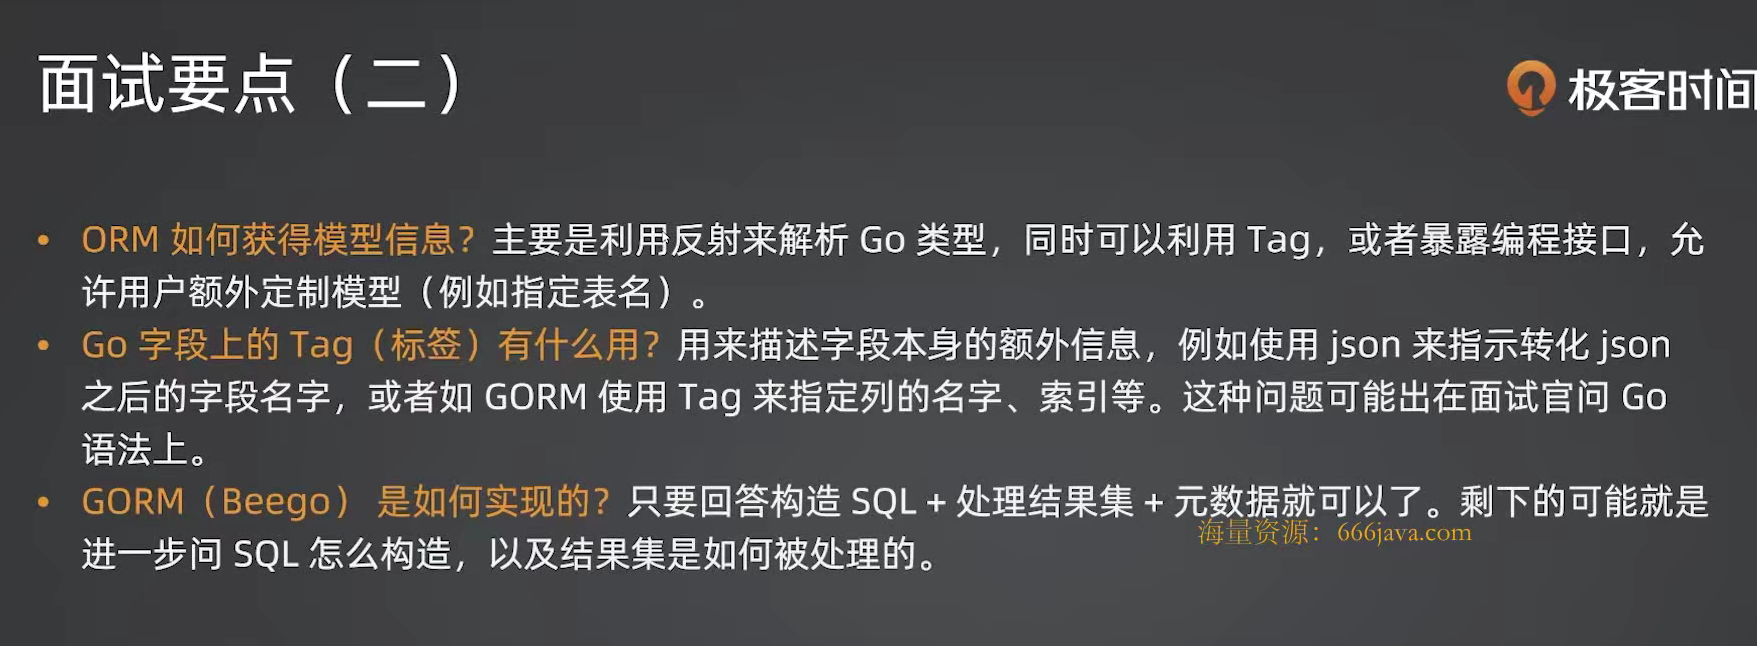 面试要点（二）
极客时间
• ORM 如何获得模型信息？主要是利用反射来解析 Go 类型，同时可以利用 Tag，或者暴露编程接口，允
许用户额外定制模型（例如指定表名）。
• Go 字段上的 Tag（标签）有什么用？用来描述字段本身的额外信息，例如使用 json 来指示转化 json
之后的字段名字，或者如 GORM 使用 Tag 来指定列的名字、索引等。这种问题可能出在面试官问 Go
语法上。
• GORM（Beego） 是如何实现的？只要回答构造 SQL + 处理结果集 + 元数据就可以了。剩下的可能就是
海量资源：666java.com
进一步问 SQL 怎么构造，以及结果集是如何被处理的。